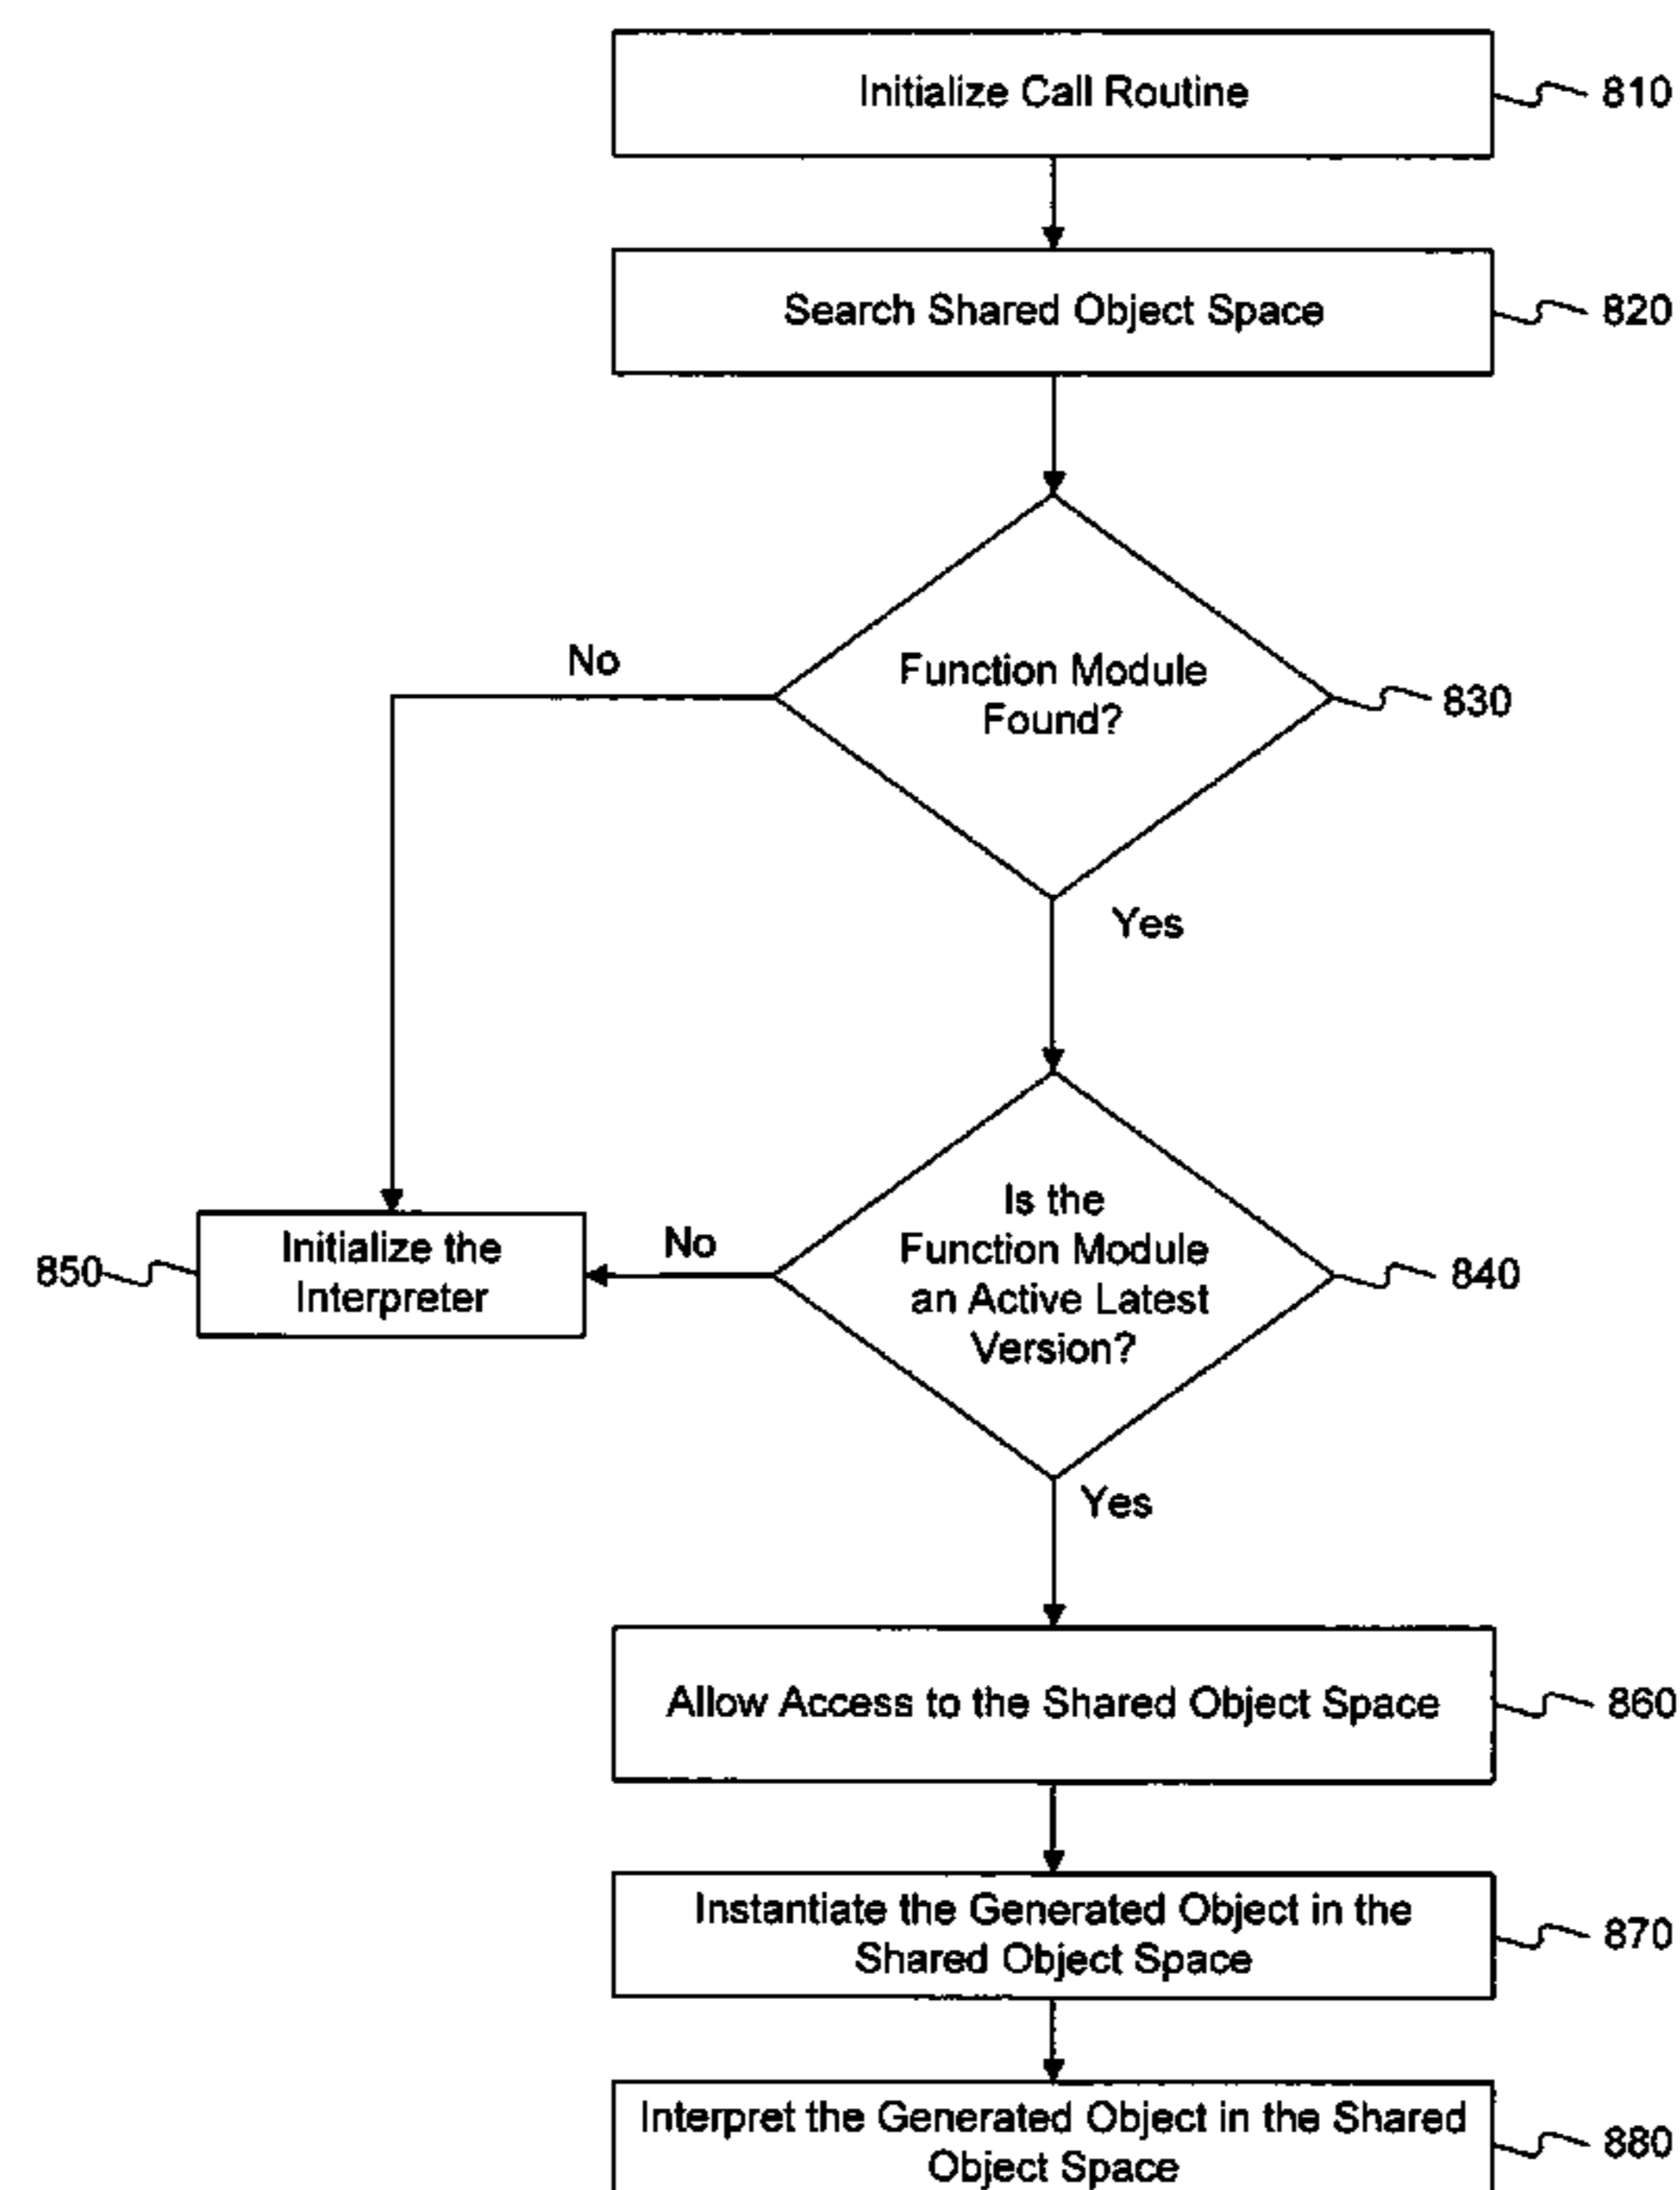 Initialize Call Routine
810
Search Shared Object Space
820
No
Function Module
Found?
830
Yes
Is the
Function Module
an Active Latest
Version?
840
No
850
Initialize the
Interpreter
Yes
Allow Access to the Shared Object Space
860
Instantiate the Generated Object in the
Shared Object Space
870
Interpret the Generated Object in the Shared
Object Space
880